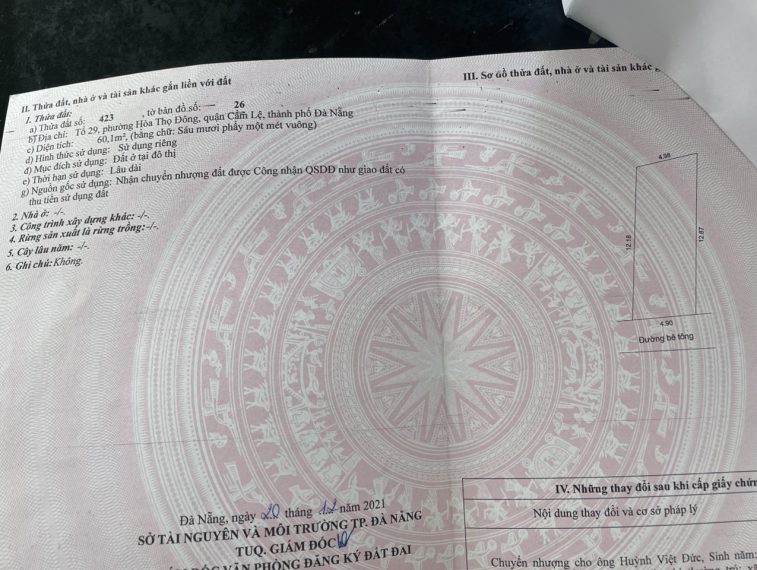 II. Thửa đất, nhà ở và tài sản khác gắn liền với đất
1. Thửa đất:
a) Thửa đất số: 423 , tờ bản đồ số: — 26
b) Địa chỉ: Tổ 29, phường Hòa Thọ Đông, quận Cẩm Lệ, thành phố Đà Nẵng
c) Diện tích: 60,1m², (bằng chữ: Sáu mươi phẩy một mét vuông)
d) Hình thức sử dụng: Sử dụng riêng
đ) Mục đích sử dụng: Đất ở tại đô thị
e) Thời hạn sử dụng: Lâu dài
g) Nguồn gốc sử dụng: Nhận chuyển nhượng đất được Công nhận QSDĐ như giao đất có
thu tiền sử dụng đất
2. Nhà ở: -/-.
3. Công trình xây dựng khác: -/-.
4. Rừng sản xuất là rừng trồng: -/-.
5. Cây lâu năm: -/-.
6. Ghi chú: Không.
Đà Nẵng, ngày 20 tháng 12 năm 2021
SỞ TÀI NGUYÊN VÀ MÔI TRƯỜNG TP. ĐÀ NẴNG
TUQ. GIÁM ĐỐC
VĂN PHÒNG ĐĂNG KÝ ĐẤT ĐAI
III. Sơ đồ thửa đất, nhà ở và tài sản khác
4.98
12.18
12.87
4.90
Đường bê tông
IV. Những thay đổi sau khi cấp giấy
Nội dung thay đổi và cơ sở pháp lý
Chuyển nhượng cho ông Huỳnh Việt Đức, Sinh năm: